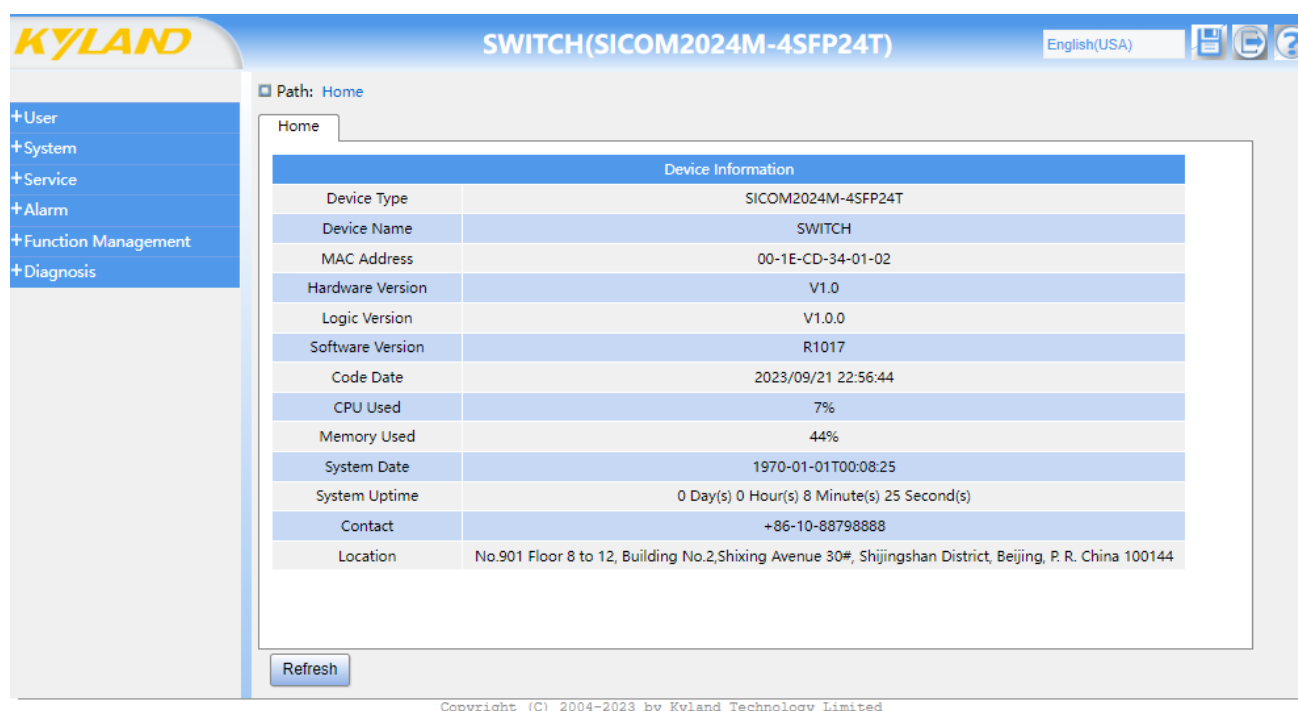 KYLAND
SWITCH(SICOM2024M-4SFP24T)
English(USA)
Path: Home
+User
+System
+Service
+Alarm
+Function Management
+Diagnosis
Home
Device Information
Device Type SICOM2024M-4SFP24T
Device Name SWITCH
MAC Address 00-1E-CD-34-01-02
Hardware Version V1.0
Logic Version V1.0.0
Software Version R1017
Code Date 2023/09/21 22:56:44
CPU Used 7%
Memory Used 44%
System Date 1970-01-01T00:08:25
System Uptime 0 Day(s) 0 Hour(s) 8 Minute(s) 25 Second(s)
Contact +86-10-88798888
Location No.901 Floor 8 to 12, Building No.2,Shixing Avenue 30#, Shijingshan District, Beijing, P. R. China 100144
Refresh
Copyright (C) 2004-2023 by Kyland Technology Limited